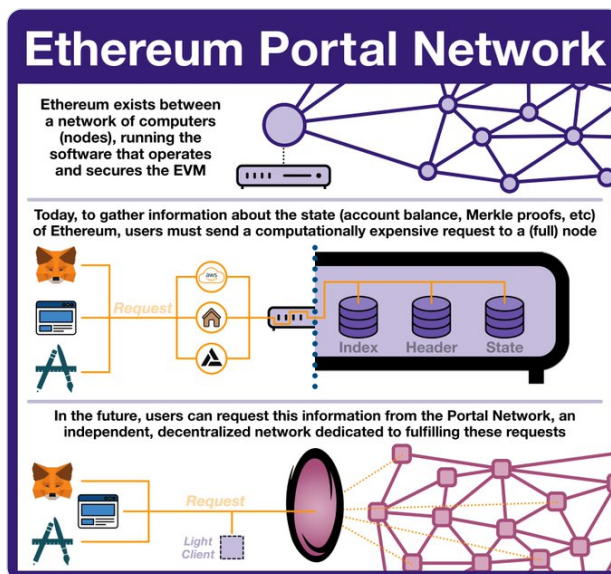 Ethereum Portal Network
Ethereum exists between
a network of computers
(nodes), running the
software that operates
and secures the EVM
Today, to gather information about the state (account balance, Merkle proofs, etc)
of Ethereum, users must send a computationally expensive request to a (full) node
Request
aws
Index
Header
State
In the future, users can request this information from the Portal Network, an
independent, decentralized network dedicated to fulfilling these requests
Request
Light
Client